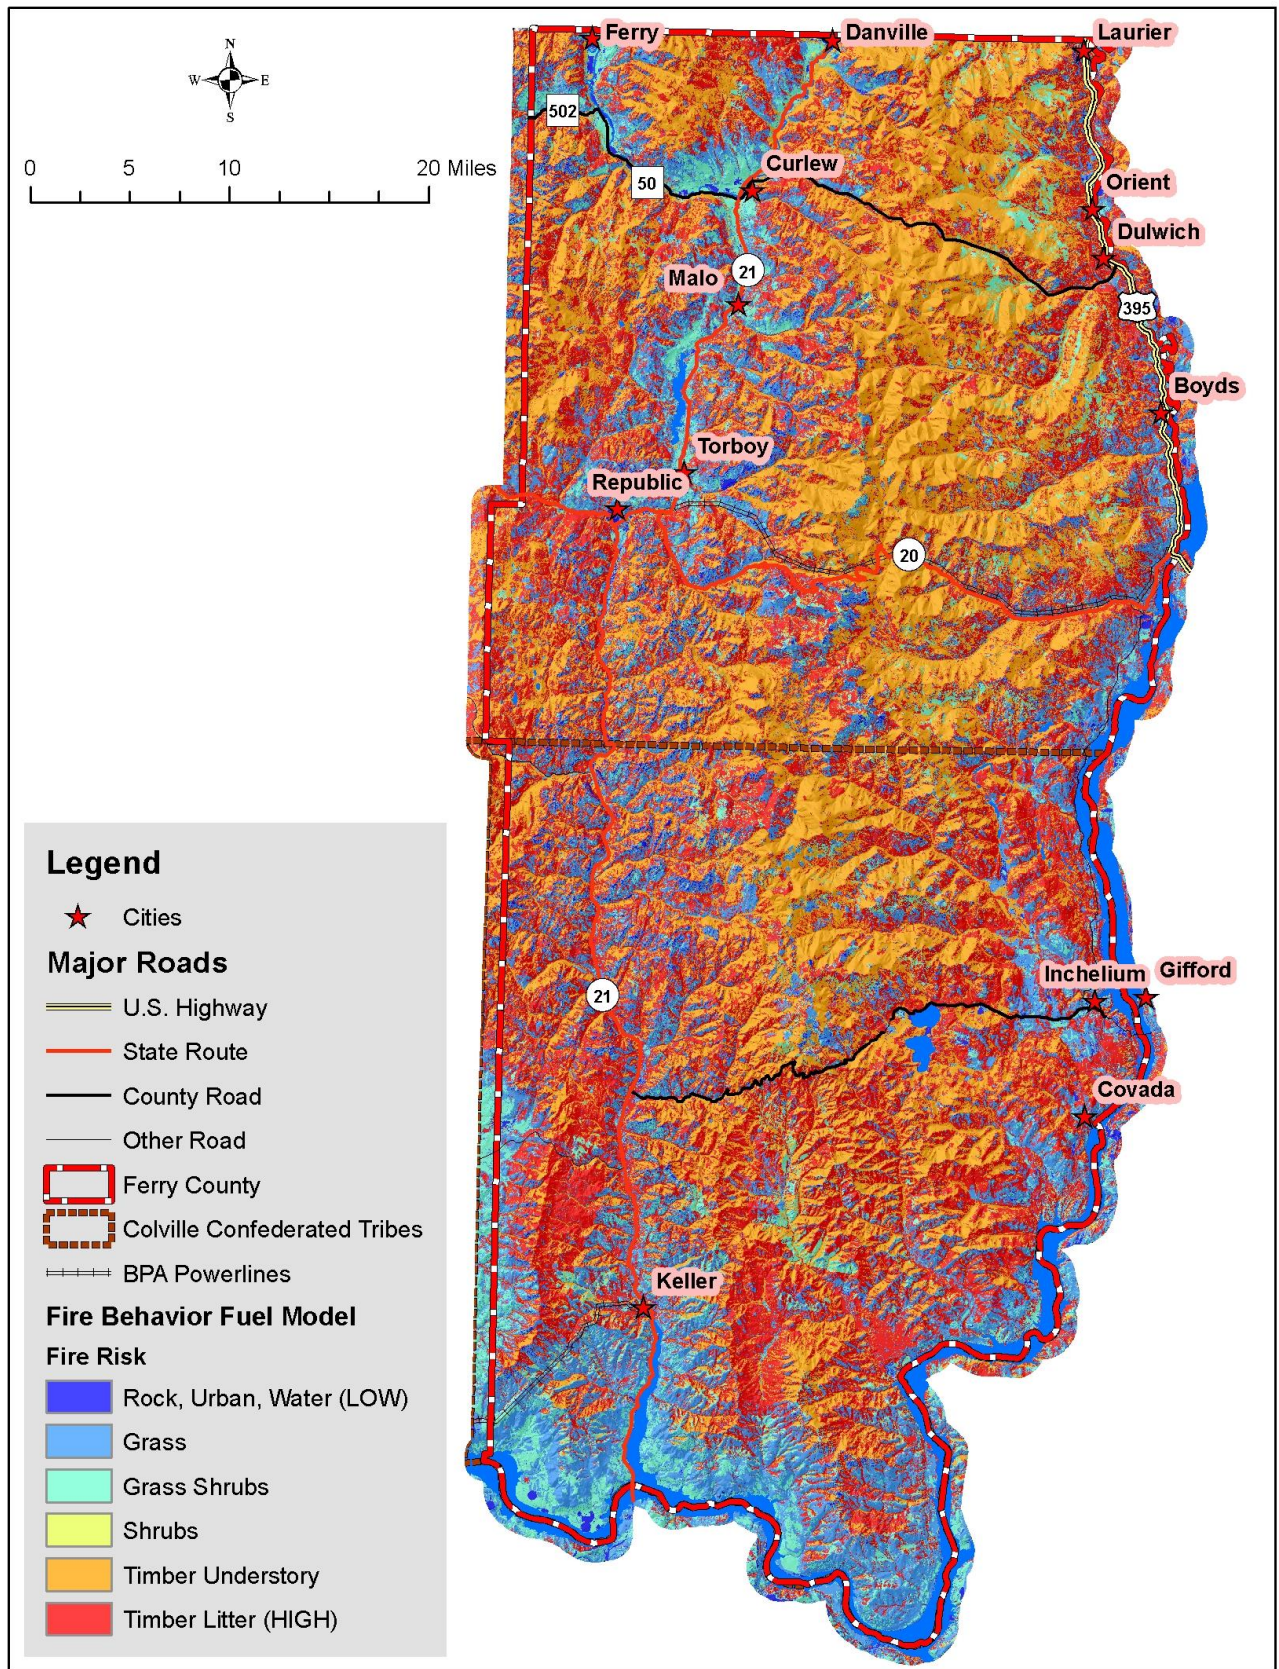 Ferry
Danville
Laurier
N
W
E
S
502
0
5
10
20 Miles
Curlew
50
Orient
Dulwich
21
Malo
395
Boyds
Torboy
Republic
20
Legend
Cities
Major Roads
U.S. Highway
State Route
County Road
Other Road
Ferry County
Colville Confederated Tribes
BPA Powerlines
Fire Behavior Fuel Model
Fire Risk
Rock, Urban, Water (LOW)
Grass
Grass Shrubs
Shrubs
Timber Understory
Timber Litter (HIGH)
Inchelium
Gifford
21
Covada
Keller